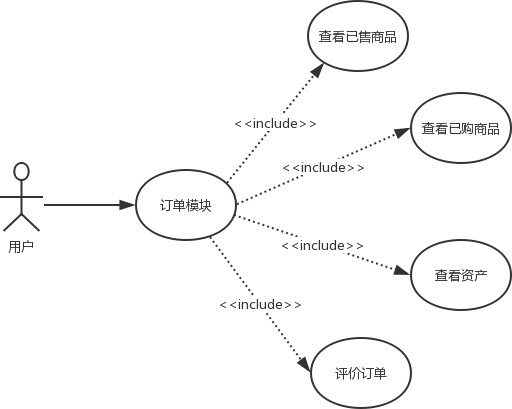 查看已售商品
<<include>>
查看已购商品
<<include>>
用户
订单模块
<<include>>
查看资产
<<include>>
评价订单